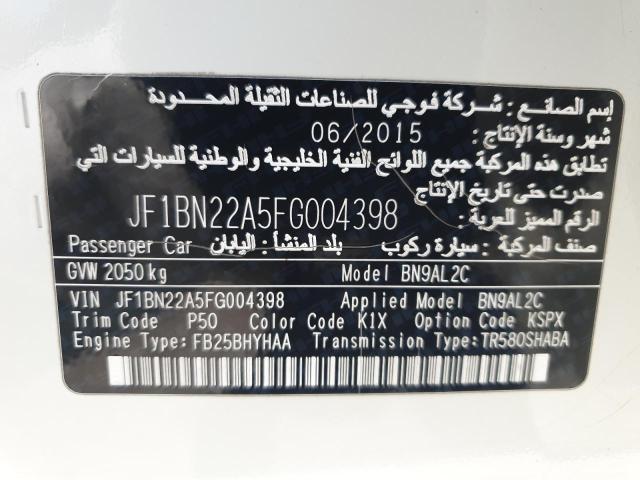 إسم الصانع : شركة فوجي للصناعات الثقيلة المحدودة
شهر وسنة الإنتاج: 06/2015
تطابق هذه المركبة جميع اللوائح الفنية الخليجية والوطنية للسيارات التي
صدرت حتى تاريخ الإنتاج
الرقم المميز للعربة : JF1BN22A5FG004398
صنف المركبة : سيارة ركوب بلد المنشأ: اليابان Passenger Car
GVW 2050 kg Model BN9AL2C
VIN JF1BN22A5FG004398 Applied Model BN9AL2C
Trim Code P50 Color Code K1X Option Code KSPX
Engine Type: FB25BHYHAA Transmission Type: TR580SHABA